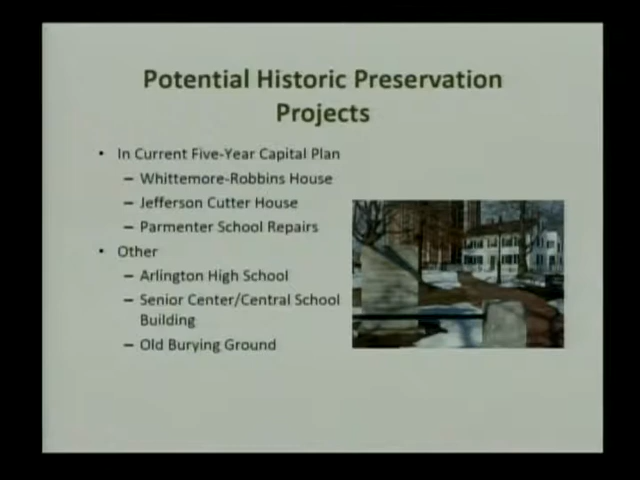 Potential Historic Preservation
Projects
• In Current Five-Year Capital Plan
– Whittemore-Robbins House
– Jefferson Cutter House
– Parmenter School Repairs
• Other
– Arlington High School
– Senior Center/Central School
Building
– Old Burying Ground